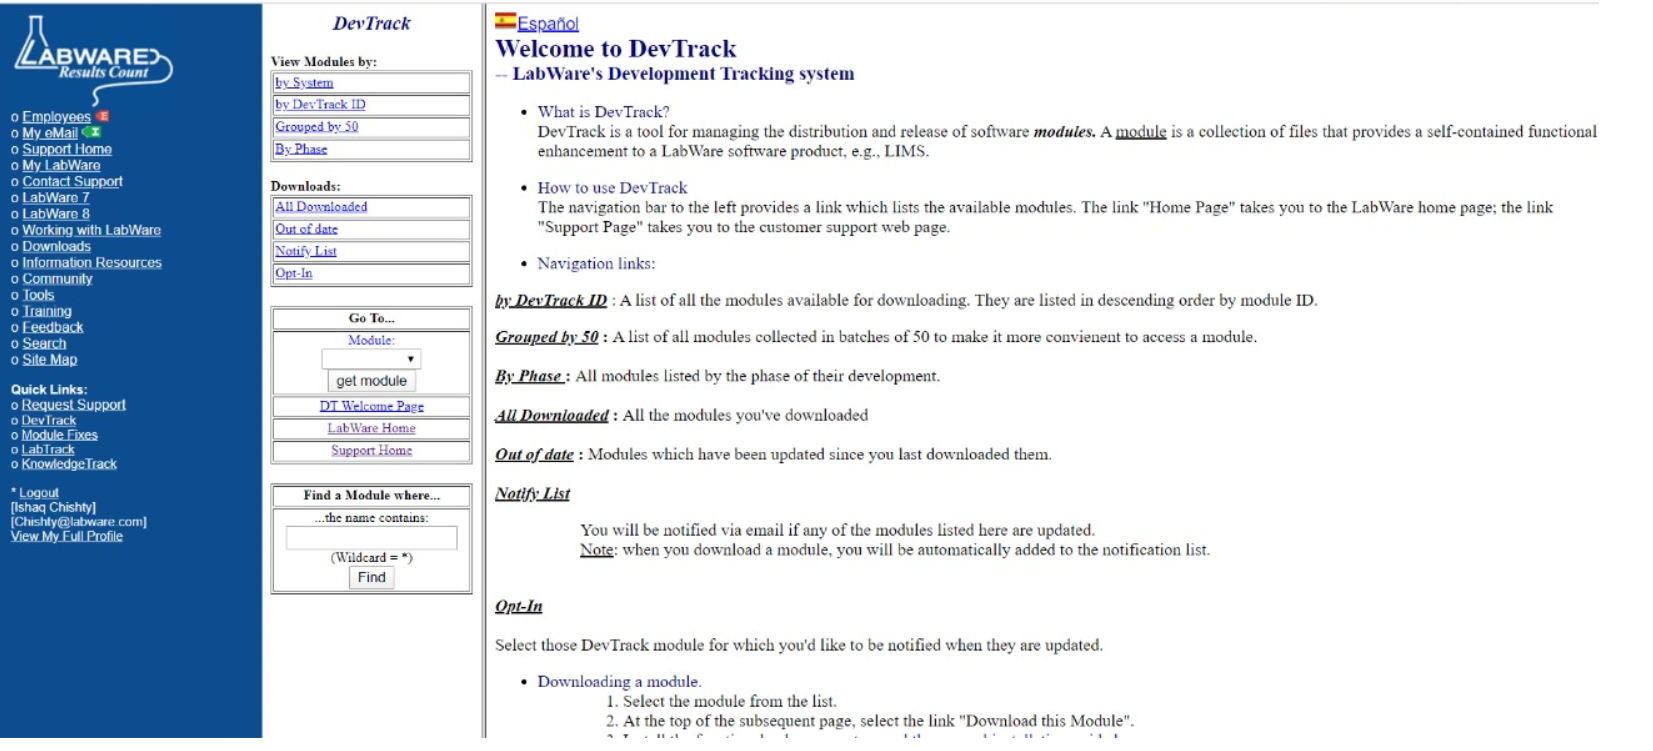 LABWARE
Results Count
o Employees E
o My eMail
o Support Home
o My LabWare
o Contact Support
o LabWare 7
o LabWare 8
o Working with LabWare
o Downloads
o Information Resources
o Community
o Tools
o Training
o Feedback
o Search
o Site Map
Quick Links:
o Request Support
o DevTrack
o Module Fixes
o LabTrack
o KnowledgeTrack
* Logout
[Ishaq Chishty]
[Chishty@labware.com]
View My Full Profile
DevTrack
View Modules by:
by System
by DevTrack ID
Grouped by 50
By Phase
Downloads:
All Downloaded
Out of date
Notify List
Opt-In
Go To...
Module:
get module
DT Welcome Page
LabWare Home
Support Home
Find a Module where...
...the name contains:
(Wildcard = *)
Find
Español
Welcome to DevTrack
-- LabWare's Development Tracking system
• What is DevTrack?
DevTrack is a tool for managing the distribution and release of software modules. A module is a collection of files that provides a self-contained functional
enhancement to a LabWare software product, e.g., LIMS.
• How to use DevTrack
The navigation bar to the left provides a link which lists the available modules. The link "Home Page" takes you to the LabWare home page; the link
"Support Page" takes you to the customer support web page.
• Navigation links:
by DevTrack ID : A list of all the modules available for downloading. They are listed in descending order by module ID.
Grouped by 50 : A list of all modules collected in batches of 50 to make it more convienent to access a module.
By Phase : All modules listed by the phase of their development.
All Downloaded : All the modules you've downloaded
Out of date : Modules which have been updated since you last downloaded them.
Notify List
You will be notified via email if any of the modules listed here are updated.
Note: when you download a module, you will be automatically added to the notification list.
Opt-In
Select those DevTrack module for which you'd like to be notified when they are updated.
• Downloading a module.
1. Select the module from the list.
2. At the top of the subsequent page, select the link "Download this Module".